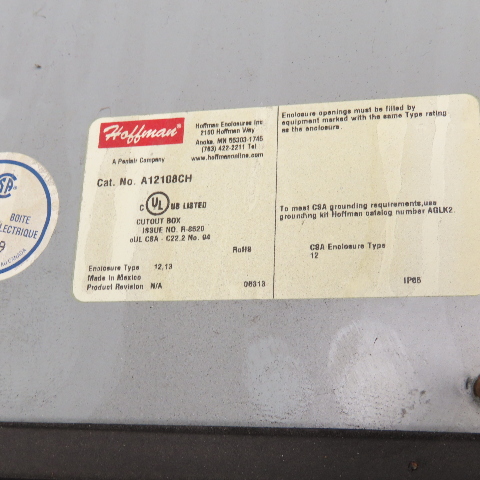 Hoffman
A Pentair Company
Hoffman Enclosures Inc.
2100 Hoffman Way
Anoka, MN 55303-1745
(763) 422-2211 Tel
www.hoffmanonline.com
Cat. No. A12108CH
C UL US LISTED
CUTOUT BOX
ISSUE NO. R-8520
cUL CSA - C22.2 No. 94
RoHS
Enclosure Type 12,13
Made in Mexico
Product Revision N/A
06313
Enclosure openings must be filled by
equipment marked with the same Type rating
as the enclosure.
To meet CSA grounding requirements,use
grounding kit Hoffman catalog number AGLK2.
CSA Enclosure Type
12
IP65
BOITE
9